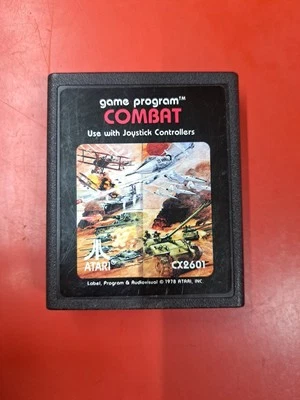 game program™
COMBAT
Use with Joystick Controllers
ATARI
CX2601
Label, Program & Audiovisual © 1978 ATARI, INC.